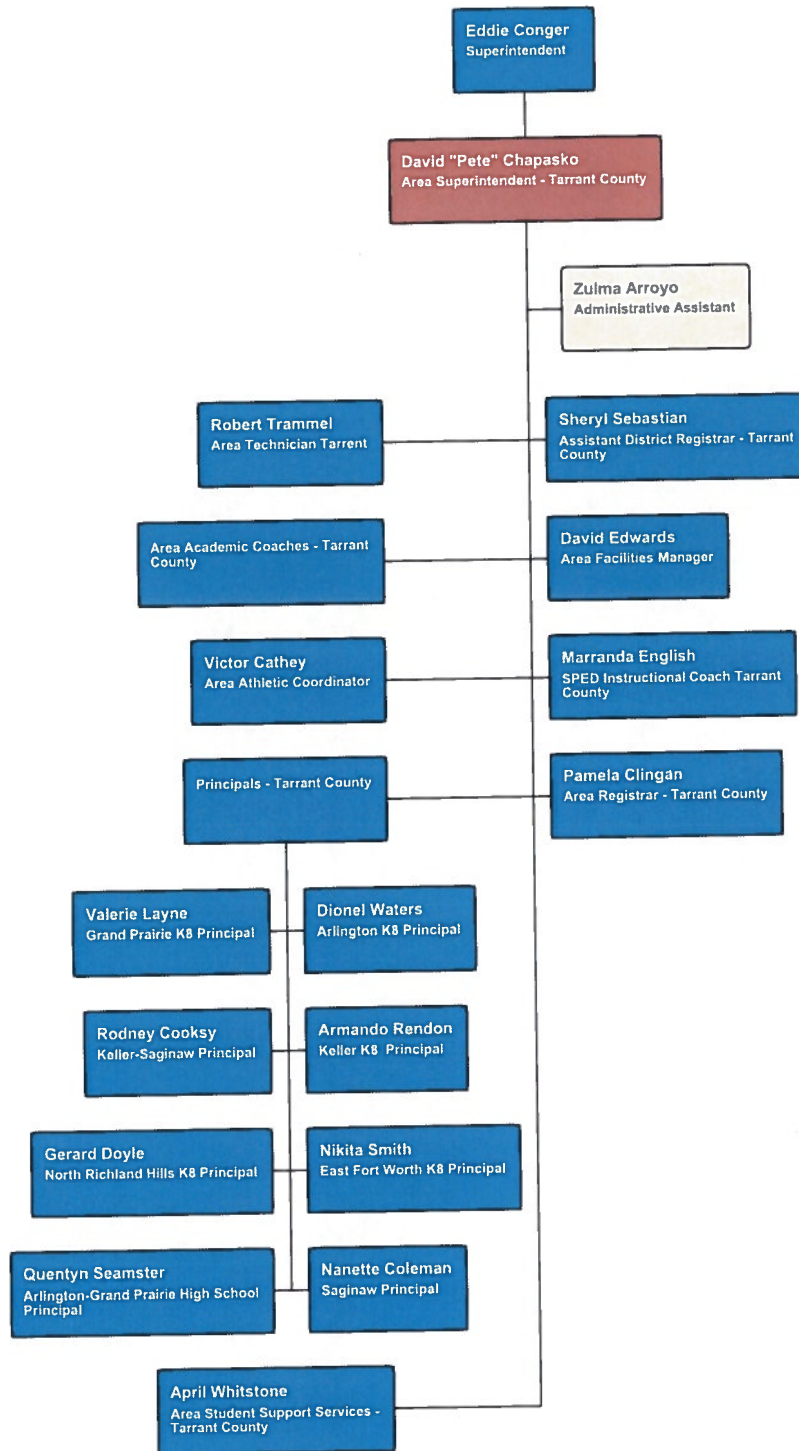 Eddie Conger
Superintendent
David "Pete" Chapasko
Area Superintendent - Tarrant County
Zulma Arroyo
Administrative Assistant
Robert Trammel
Area Technician Tarrent
Sheryl Sebastian
Assistant District Registrar - Tarrant
County
Area Academic Coaches - Tarrant
County
David Edwards
Area Facilities Manager
Victor Cathey
Area Athletic Coordinator
Marranda English
SPED Instructional Coach Tarrant
County
Principals - Tarrant County
Pamela Clingan
Area Registrar - Tarrant County
Valerie Layne
Grand Prairie K8 Principal
Dionel Waters
Arlington K8 Principal
Rodney Cooksy
Keller-Saginaw Principal
Armando Rendon
Keller K8 Principal
Gerard Doyle
North Richland Hills K8 Principal
Nikita Smith
East Fort Worth K8 Principal
Quentyn Seamster
Arlington-Grand Prairie High School
Principal
Nanette Coleman
Saginaw Principal
April Whitstone
Area Student Support Services -
Tarrant County